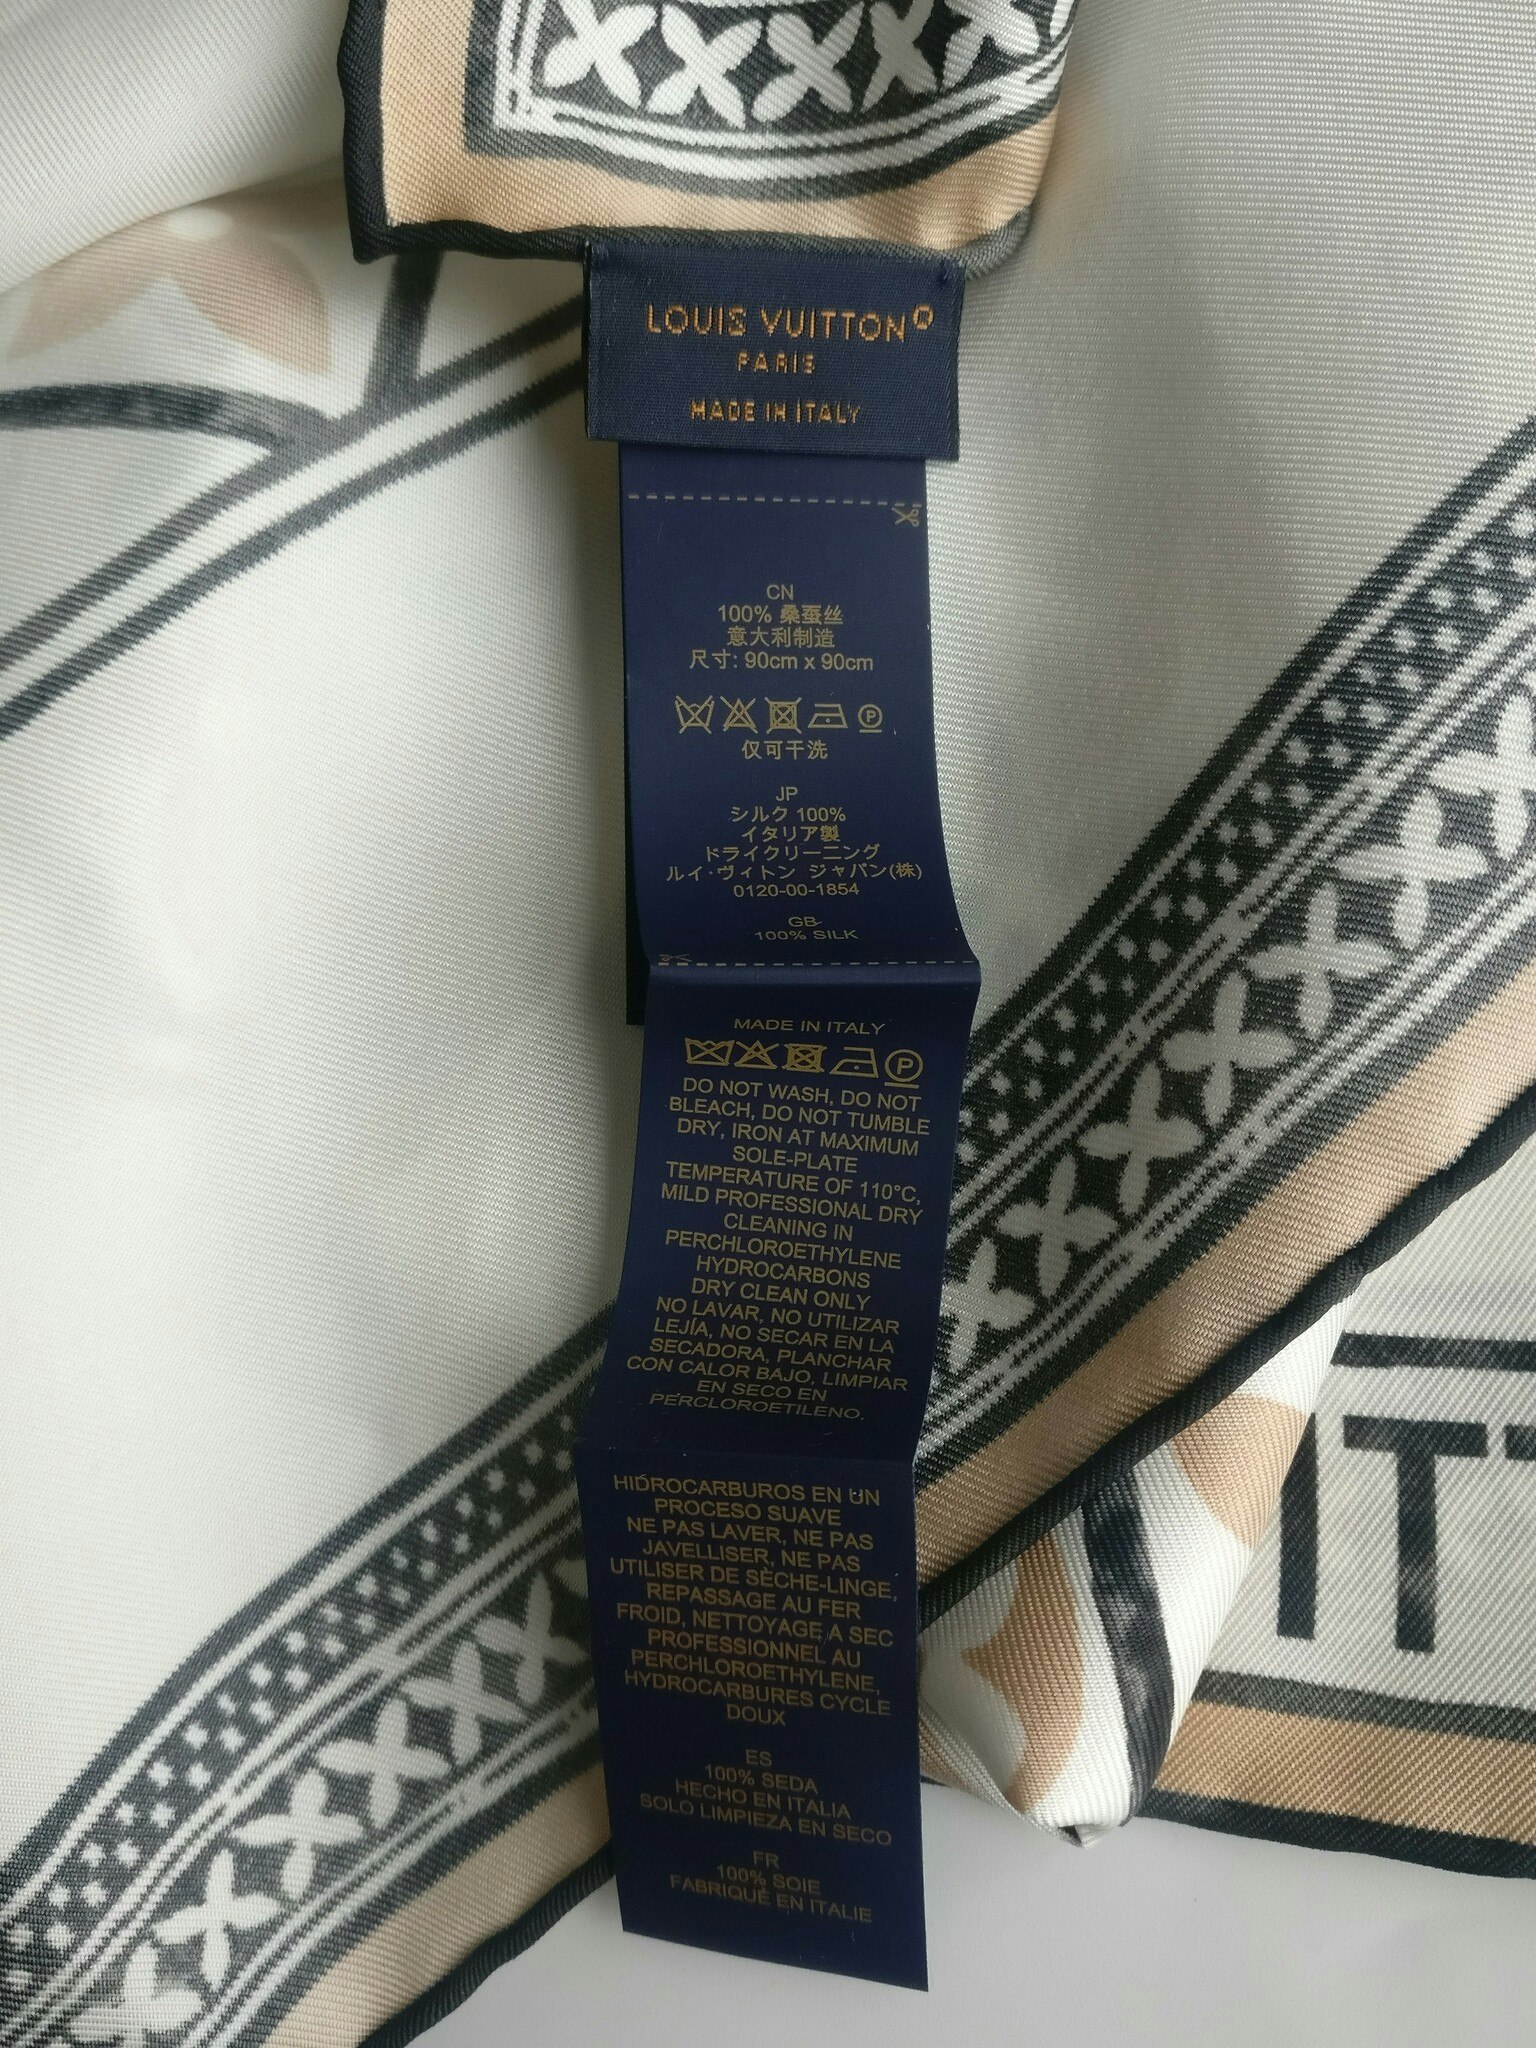 LOUIS VUITTON®
PARIS
MADE IN ITALY
CN
100% 桑蚕丝
意大利制造
尺寸: 90cm x 90cm
P
仅可干洗
JP
シルク 100%
イタリア製
ドライクリーニング
ルイ・ヴィトン ジャパン(株)
0120-00-1854
GB
100% SILK
MADE IN ITALY
P
DO NOT WASH, DO NOT
BLEACH, DO NOT TUMBLE
DRY, IRON AT MAXIMUM
SOLE-PLATE
TEMPERATURE OF 110°C,
MILD PROFESSIONAL DRY
CLEANING IN
PERCHLOROETHYLENE
HYDROCARBONS
DRY CLEAN ONLY
NO LAVAR, NO UTILIZAR
LEJÍA, NO SECAR EN LA
SECADORA, PLANCHAR
CON CALOR BAJO, LIMPIAR
EN SECO EN
PERCLOROETILENO,
HIDROCARBUROS EN UN
PROCESO SUAVE
NE PAS LAVER, NE PAS
JAVELLISER, NE PAS
UTILISER DE SÈCHE-LINGE,
REPASSAGE AU FER
FROID, NETTOYAGE A SEC
PROFESSIONNEL AU
PERCHLOROETHYLENE,
HYDROCARBURES CYCLE
DOUX
ES
100% SEDA
HECHO EN ITALIA
SOLO LIMPIEZA EN SECO
FR
100% SOIE
FABRIQUÉ EN ITALIE
ITT